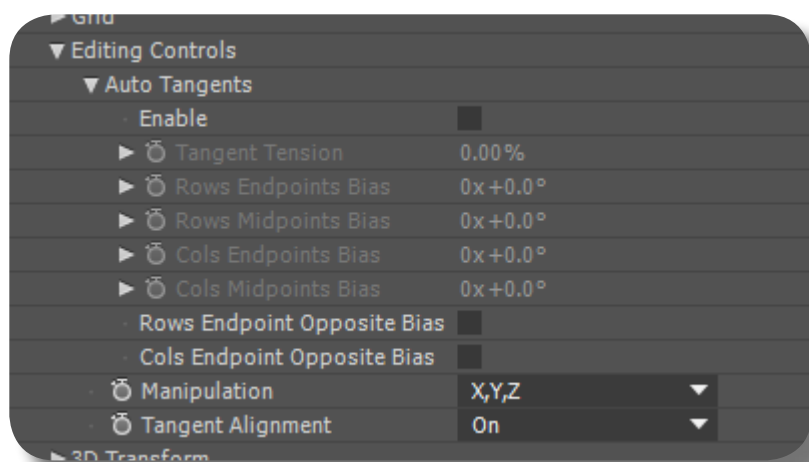 Grid
Editing Controls
Auto Tangents
Enable
Tangent Tension 0.00%
Rows Endpoints Bias 0x+0.0°
Rows Midpoints Bias 0x+0.0°
Cols Endpoints Bias 0x+0.0°
Cols Midpoints Bias 0x+0.0°
Rows Endpoint Opposite Bias
Cols Endpoint Opposite Bias
Manipulation X,Y,Z
Tangent Alignment On
3D Transform